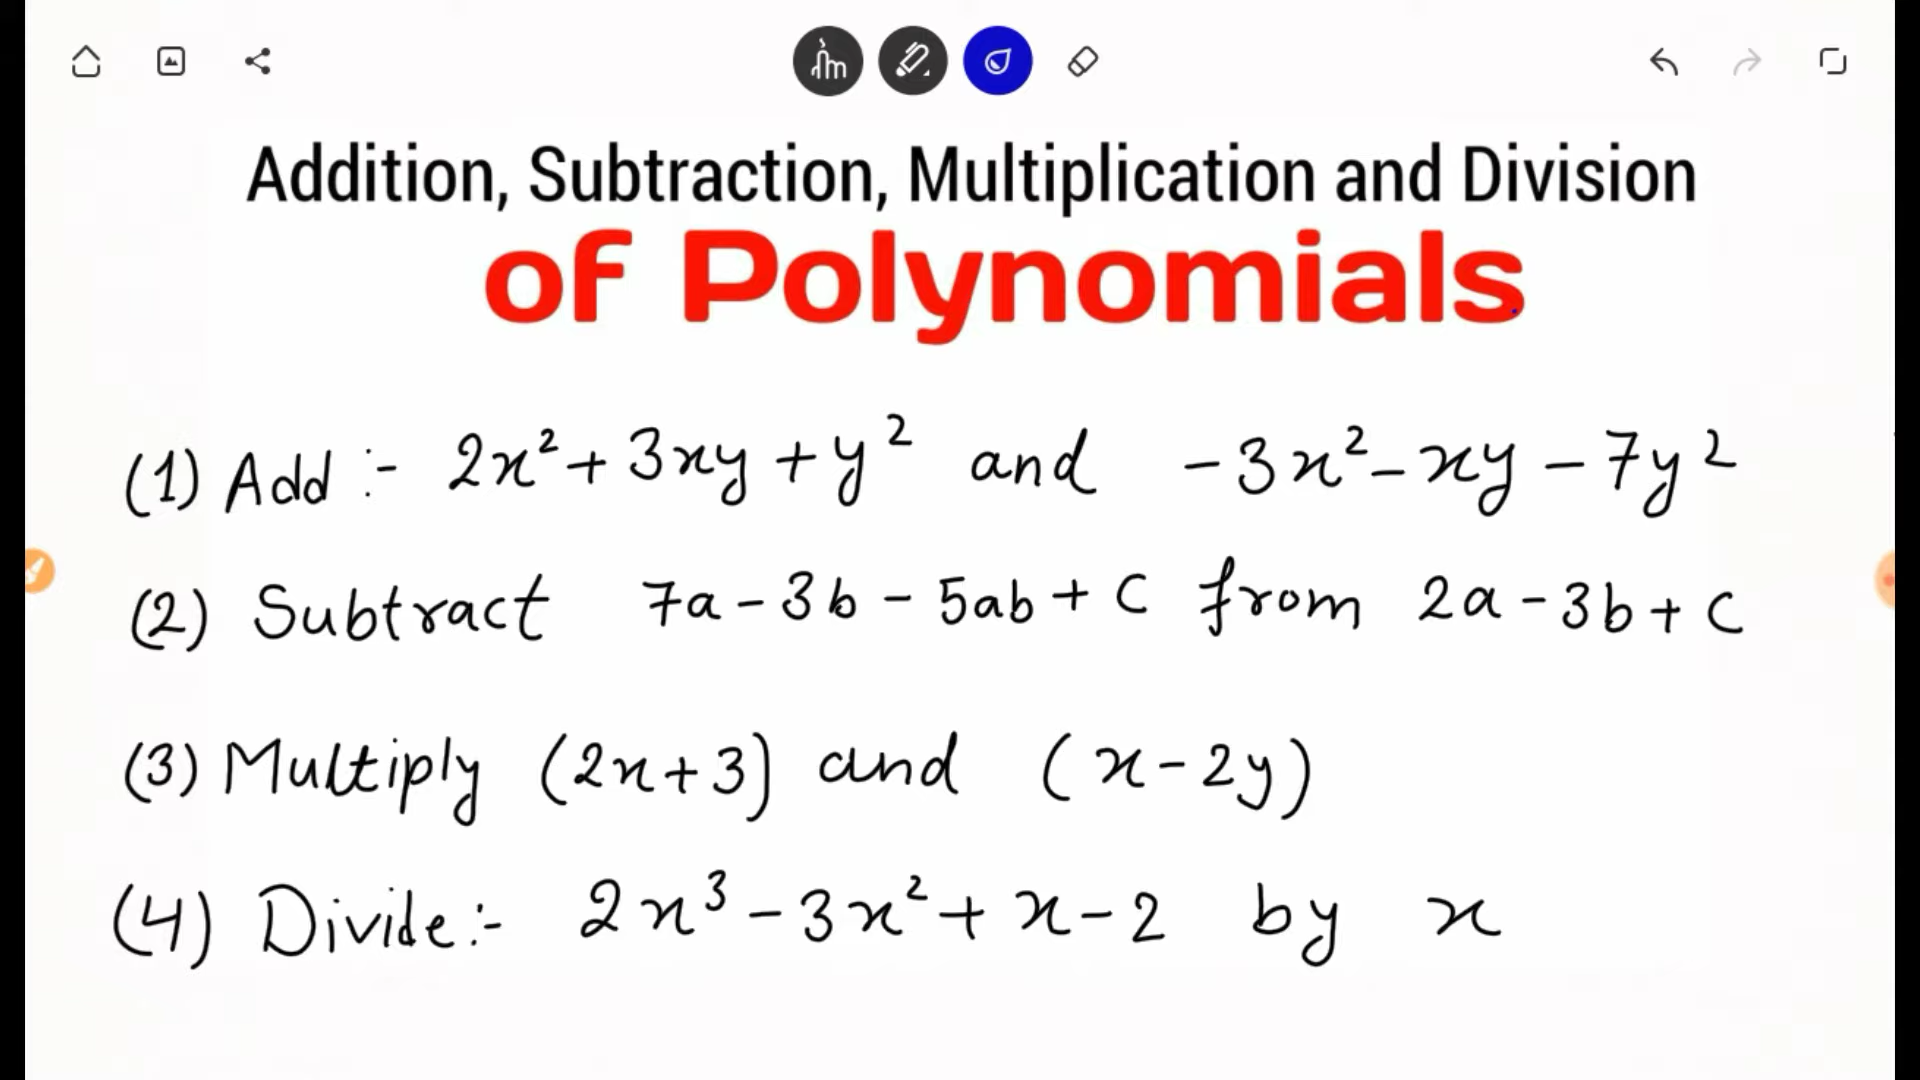 Addition, Subtraction, Multiplication and Division
of Polynomials
(1) Add :- 2x² + 3xy + y² and -3x² - xy - 7y²
(2) Subtract 7a - 3b - 5ab + c from 2a - 3b + c
(3) Multiply (2x+3) and (x-2y)
(4) Divide:- 2x³ - 3x² + x - 2 by x